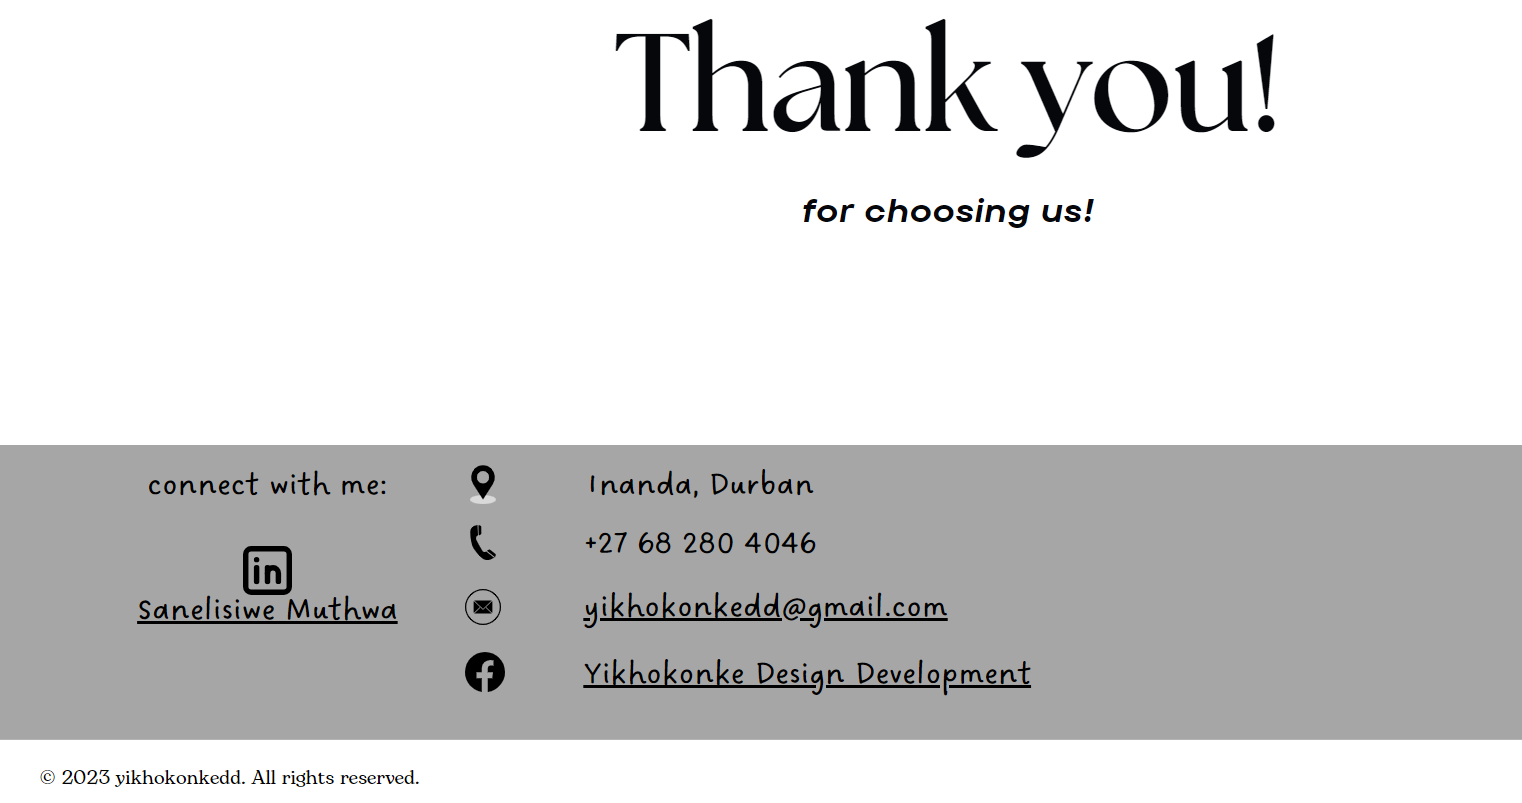 Thank you!
for choosing us!
connect with me:
in
Sanelisiwe Muthwa
Inanda, Durban
+27 68 280 4046
yikhokonkedd@gmail.com
Yikhokonke Design Development
© 2023 yikhokonkedd. All rights reserved.